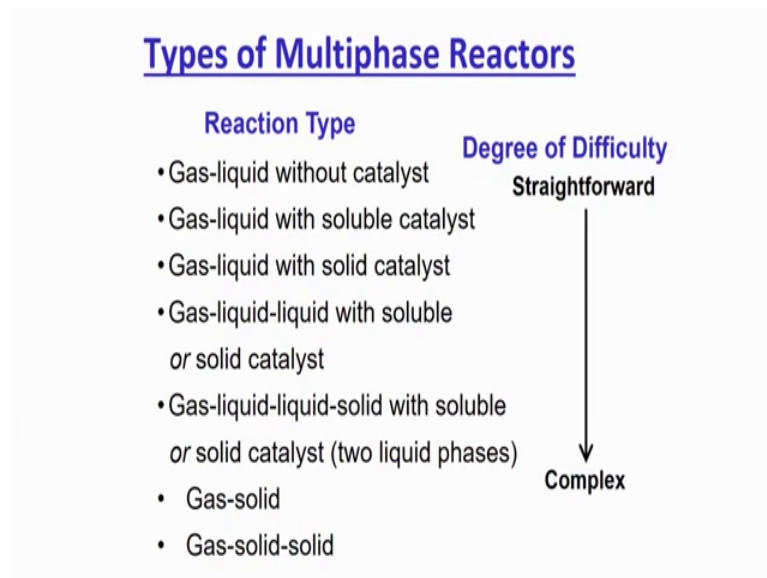 Types of Multiphase Reactors
Reaction Type
Degree of Difficulty
•Gas-liquid without catalyst
Straightforward
•Gas-liquid with soluble catalyst
•Gas-liquid with solid catalyst
•Gas-liquid-liquid with soluble
or solid catalyst
•Gas-liquid-liquid-solid with soluble
or solid catalyst (two liquid phases)
Complex
• Gas-solid
• Gas-solid-solid